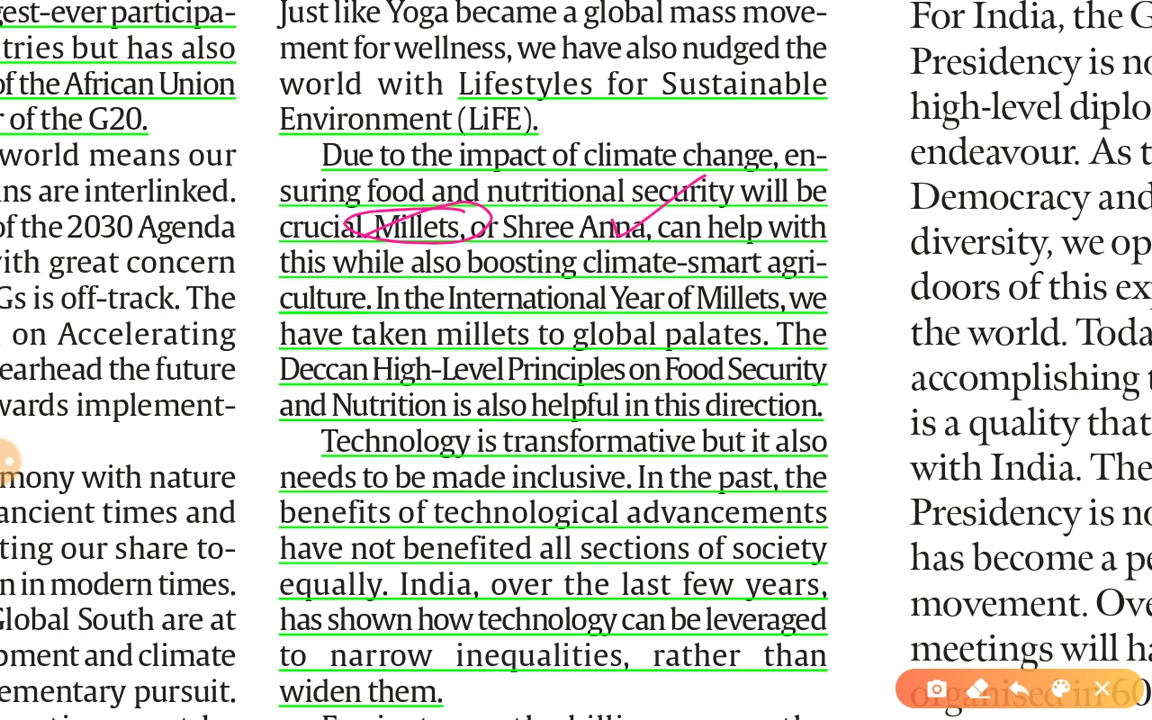 gest-ever participa-
tries but has also
of the African Union
r of the G20.
world means our
ns are interlinked.
of the 2030 Agenda
ith great concern
Gs is off-track. The
on Accelerating
earhead the future
wards implement-
mony with nature
ancient times and
ting our share to-
n in modern times.
Global South are at
pment and climate
ementary pursuit.
Just like Yoga became a global mass move-
ment for wellness, we have also nudged the
world with Lifestyles for Sustainable
Environment (LiFE).
Due to the impact of climate change, en-
suring food and nutritional security will be
crucial. Millets, or Shree Anna, can help with
this while also boosting climate-smart agri-
culture. In the International Year of Millets, we
have taken millets to global palates. The
Deccan High-Level Principles on Food Security
and Nutrition is also helpful in this direction.
Technology is transformative but it also
needs to be made inclusive. In the past, the
benefits of technological advancements
have not benefited all sections of society
equally. India, over the last few years,
has shown how technology can be leveraged
to narrow inequalities, rather than
widen them.
For India, the G
Presidency is no
high-level diplo
endeavour. As t
Democracy and
diversity, we op
doors of this ex
the world. Toda
accomplishing t
is a quality that
with India. The
Presidency is no
has become a pe
movement. Ove
meetings will ha
organised in 60